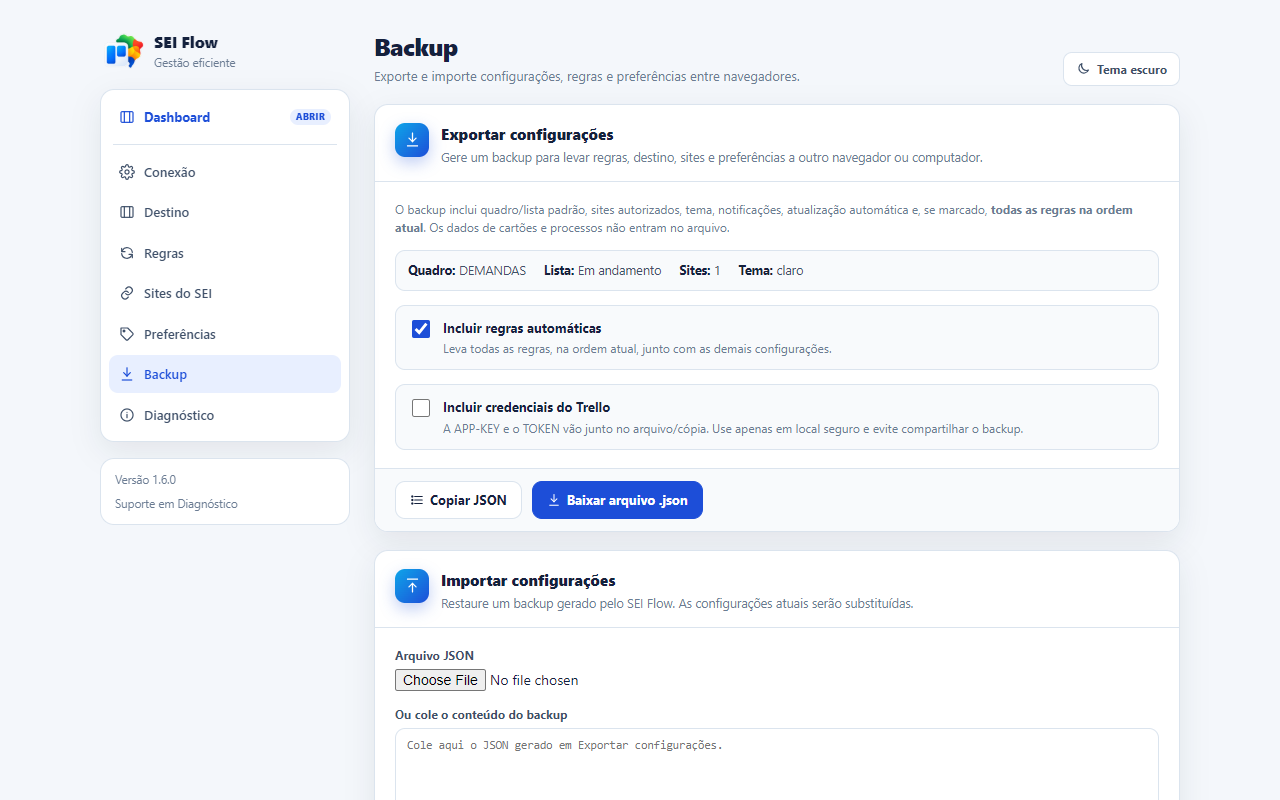 SEI Flow
Gestão eficiente
Dashboard ABRIR
Conexão
Destino
Regras
Sites do SEI
Preferências
Backup
Diagnóstico
Versão 1.6.0
Suporte em Diagnóstico
Backup
Exporte e importe configurações, regras e preferências entre navegadores.
Tema escuro
Exportar configurações
Gere um backup para levar regras, destino, sites e preferências a outro navegador ou computador.
O backup inclui quadro/lista padrão, sites autorizados, tema, notificações, atualização automática e, se marcado, todas as regras na ordem
atual. Os dados de cartões e processos não entram no arquivo.
Quadro: DEMANDAS Lista: Em andamento Sites: 1 Tema: claro
Incluir regras automáticas
Leva todas as regras, na ordem atual, junto com as demais configurações.
Incluir credenciais do Trello
A APP-KEY e o TOKEN vão junto no arquivo/cópia. Use apenas em local seguro e evite compartilhar o backup.
Copiar JSON Baixar arquivo .json
Importar configurações
Restaure um backup gerado pelo SEI Flow. As configurações atuais serão substituídas.
Arquivo JSON
Choose File No file chosen
Ou cole o conteúdo do backup
Cole aqui o JSON gerado em Exportar configurações.